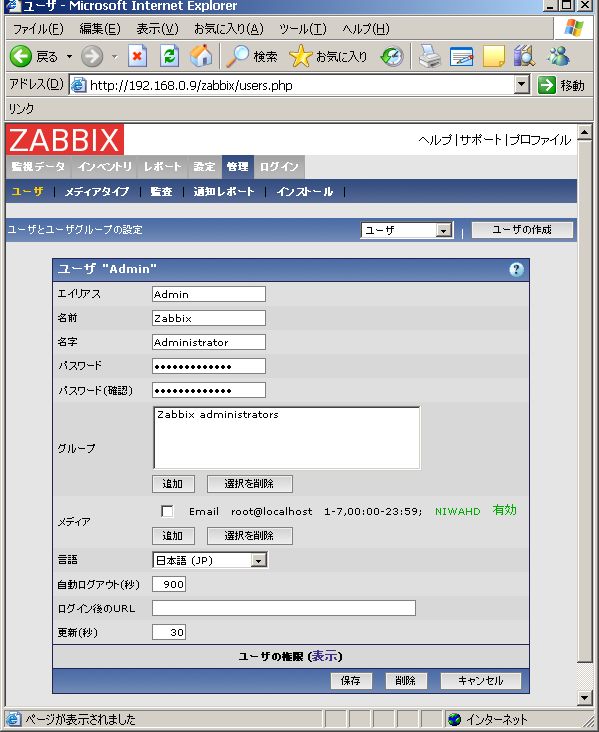 ユーザ - Microsoft Internet Explorer
ファイル(F) 編集(E) 表示(V) お気に入り(A) ツール(T) ヘルプ(H)
戻る 検索 お気に入り
アドレス(D) http://192.168.0.9/zabbix/users.php 移動
リンク
ZABBIX ヘルプ|サポート|プロファイル
監視データ インベントリ レポート 設定 管理 ログイン
ユーザ | メディアタイプ | 監査 | 通知レポート | インストール |
ユーザとユーザグループの設定 ユーザ | ユーザの作成
ユーザ "Admin" ?
エイリアス Admin
名前 Zabbix
名字 Administrator
パスワード •••••••••••••
パスワード(確認) •••••••••••••
Zabbix administrators
グループ
追加 選択を削除
Email root@localhost 1-7,00:00-23:59; NIWAHD 有効
メディア
追加 選択を削除
言語 日本語 (JP)
自動ログアウト(秒) 900
ログイン後のURL
更新(秒) 30
ユーザの権限 (表示)
保存 削除 キャンセル
ページが表示されました インターネット